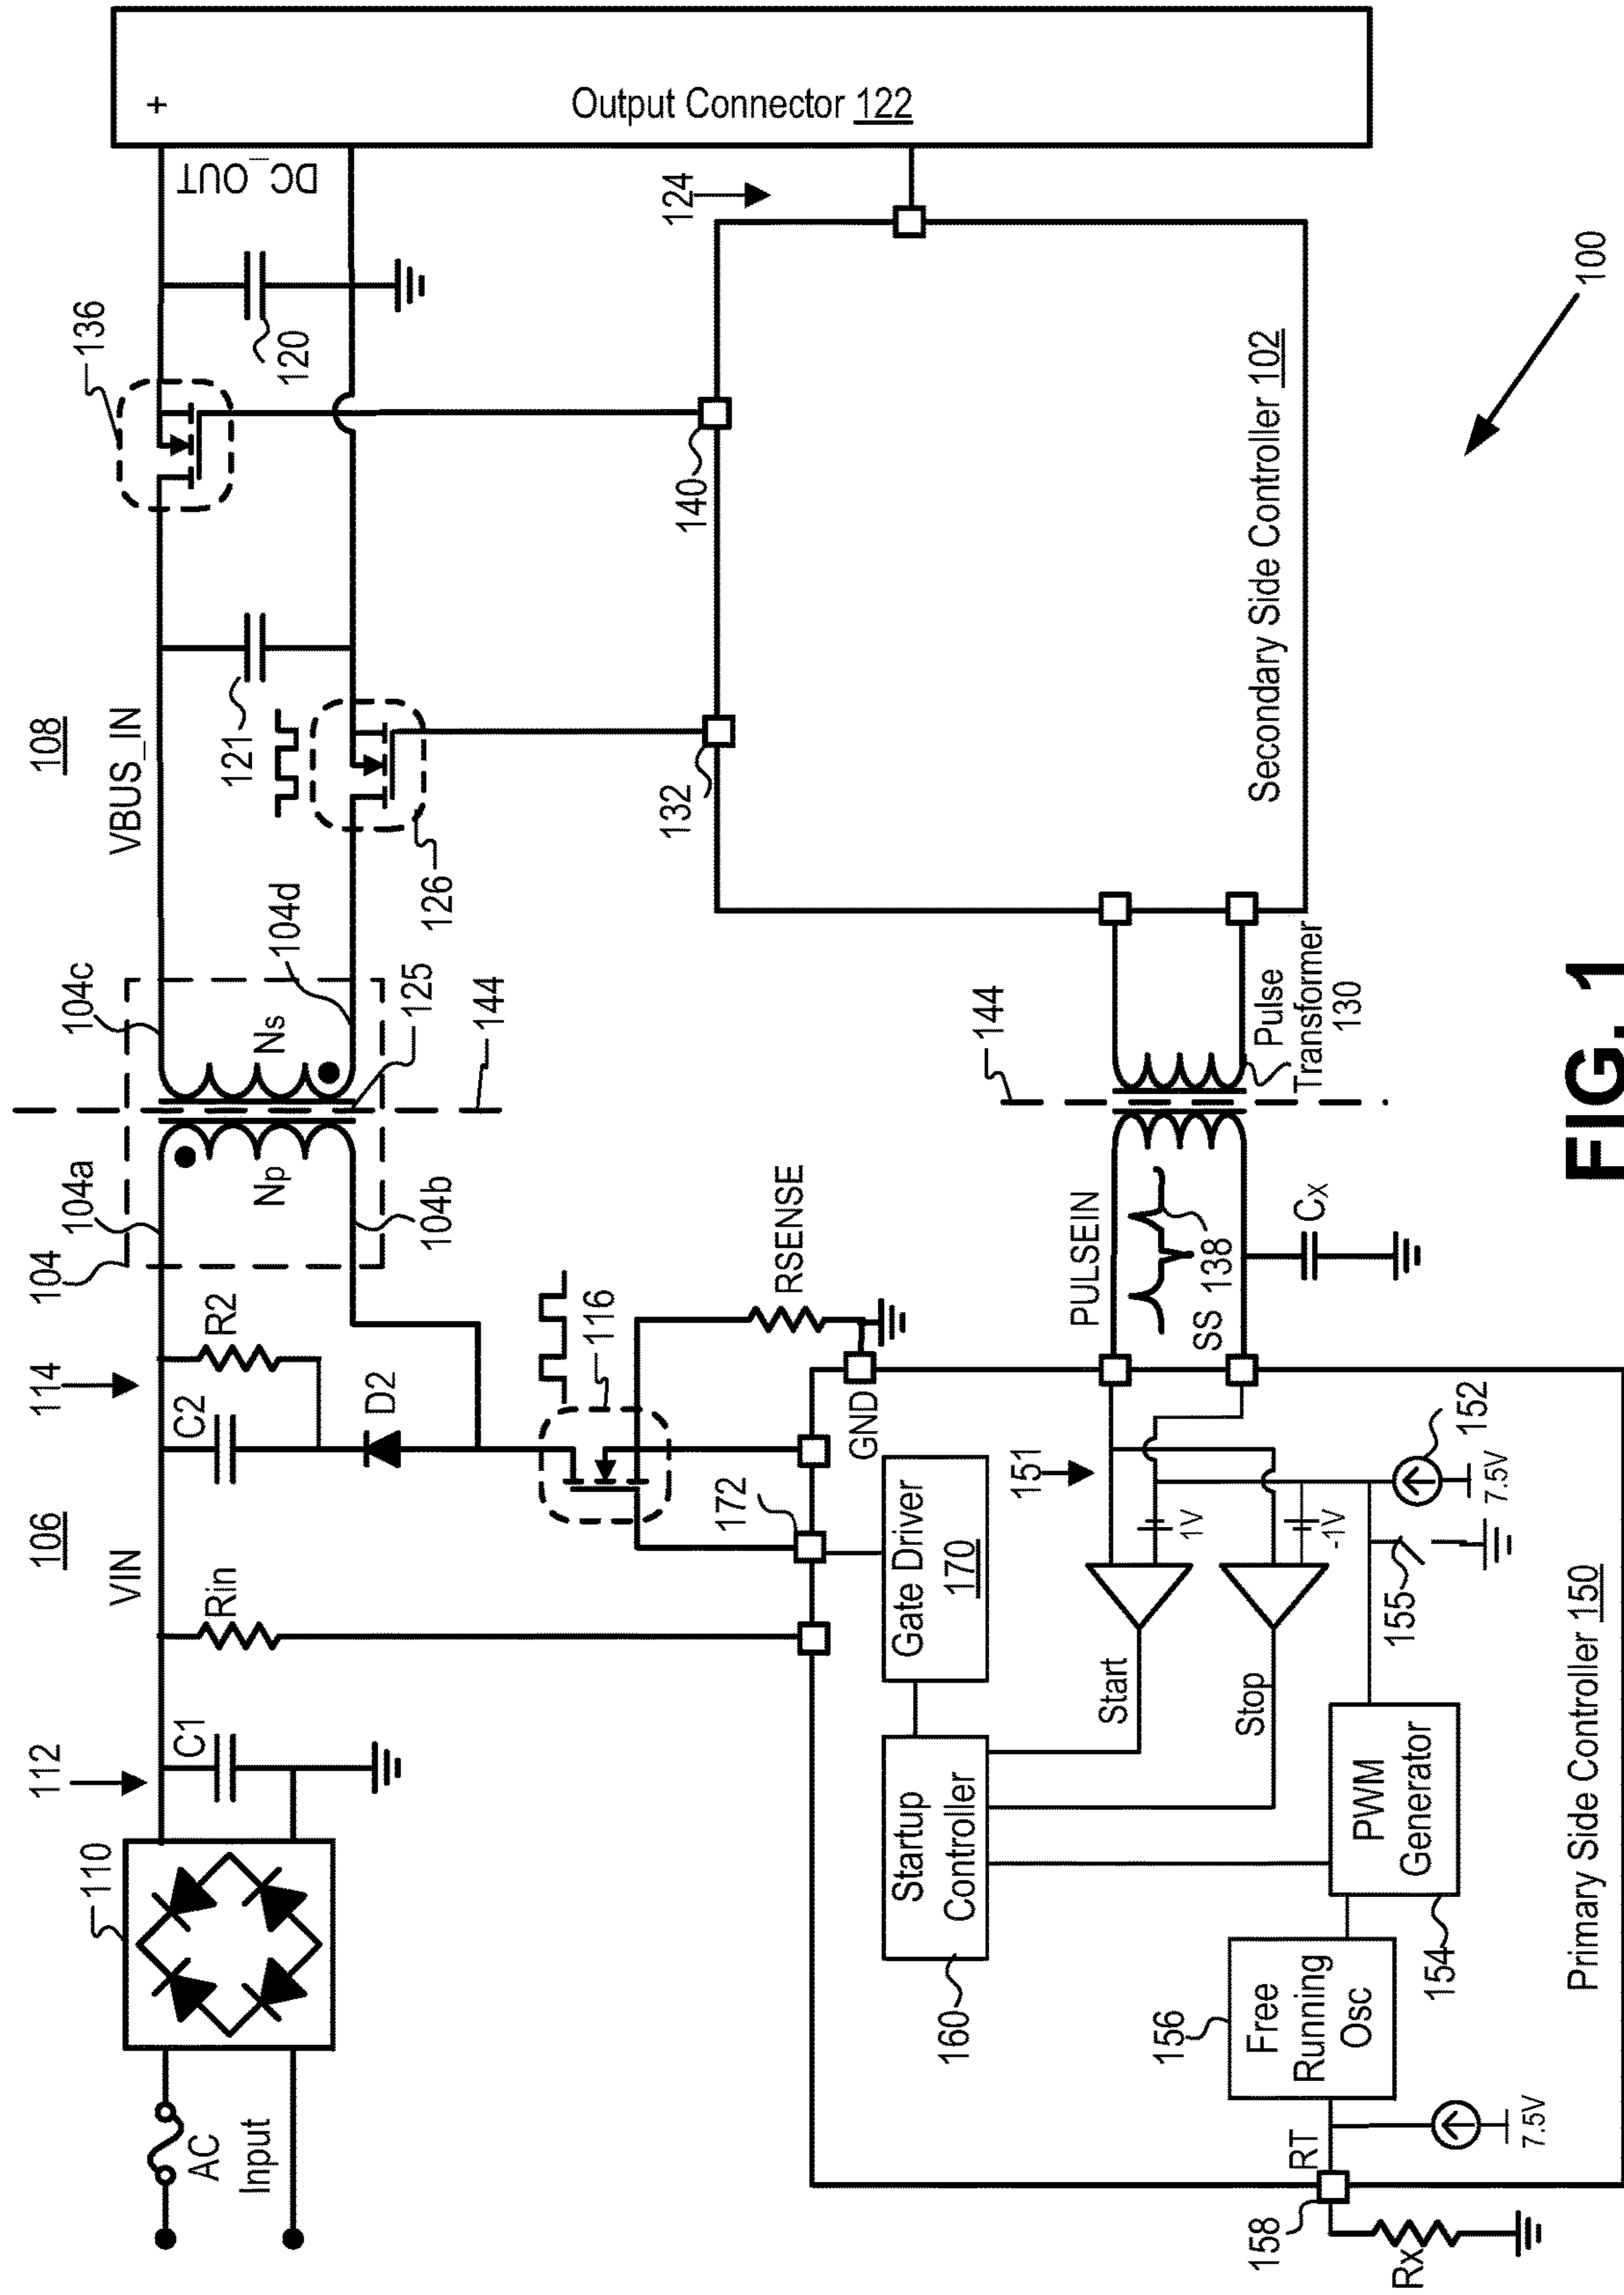 AC
Input
110
112
C1
VIN
106
Rin
C2
114
R2
D2
104
104a
104b
Np
Ns
104c
104d
125
144
VBUS_IN
108
121
126
136
120
DC_OUT
+
Output Connector 122
124
132
140
Secondary Side Controller 102
100
116
RSENSE
GND
172
Gate Driver
170
Startup
Controller
160
Start
Stop
151
1V
-1V
152
7.5V
155
PWM
Generator
154
Free
Running
Osc
156
RT
158
Rx
7.5V
Primary Side Controller 150
PULSEIN
138
SS
CX
144
Pulse
Transformer
130
FIG. 1